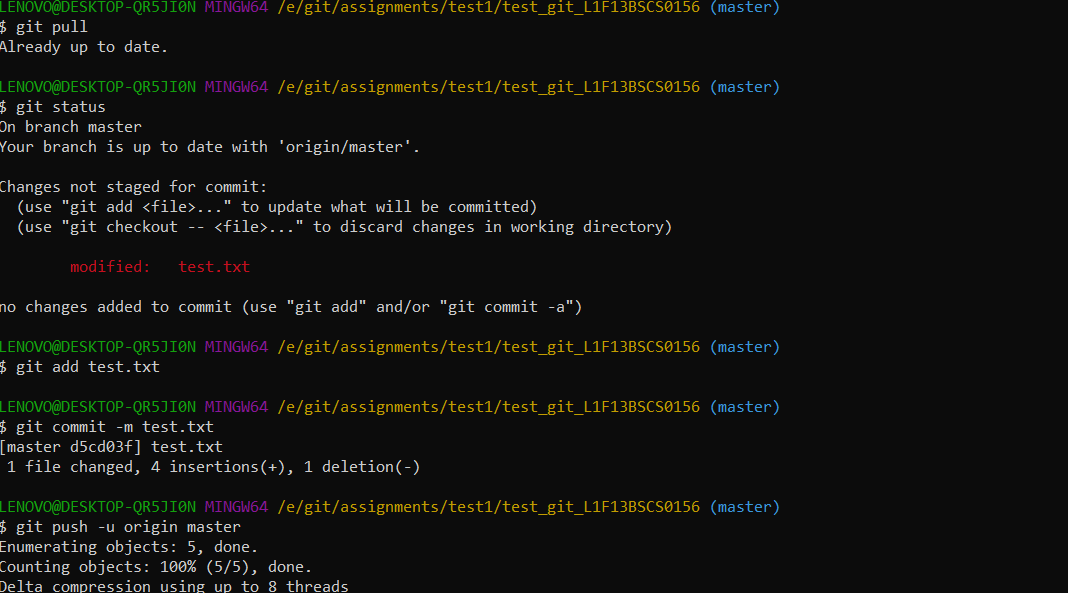 LENOVO@DESKTOP-QR5JI0N MINGW64 /e/git/assignments/test1/test_git_L1F13BSCS0156 (master)
$ git pull
Already up to date.
LENOVO@DESKTOP-QR5JI0N MINGW64 /e/git/assignments/test1/test_git_L1F13BSCS0156 (master)
$ git status
On branch master
Your branch is up to date with 'origin/master'.
Changes not staged for commit:
(use "git add <file>..." to update what will be committed)
(use "git checkout -- <file>..." to discard changes in working directory)
modified: test.txt
no changes added to commit (use "git add" and/or "git commit -a")
LENOVO@DESKTOP-QR5JI0N MINGW64 /e/git/assignments/test1/test_git_L1F13BSCS0156 (master)
$ git add test.txt
LENOVO@DESKTOP-QR5JI0N MINGW64 /e/git/assignments/test1/test_git_L1F13BSCS0156 (master)
$ git commit -m test.txt
[master d5cd03f] test.txt
1 file changed, 4 insertions(+), 1 deletion(-)
LENOVO@DESKTOP-QR5JI0N MINGW64 /e/git/assignments/test1/test_git_L1F13BSCS0156 (master)
$ git push -u origin master
Enumerating objects: 5, done.
Counting objects: 100% (5/5), done.
Delta compression using up to 8 threads